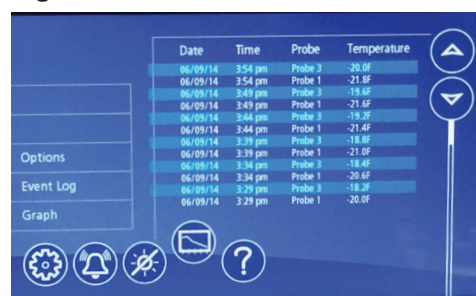 Date Time Probe Temperature
06/09/14 3:54 pm Probe 3 -20.0F
06/09/14 3:54 pm Probe 1 -21.8F
06/09/14 3:49 pm Probe 3 -19.6F
06/09/14 3:49 pm Probe 1 -21.6F
06/09/14 3:44 pm Probe 3 -19.2F
06/09/14 3:44 pm Probe 1 -21.4F
06/09/14 3:39 pm Probe 3 -18.8F
06/09/14 3:39 pm Probe 1 -21.0F
06/09/14 3:34 pm Probe 3 -18.4F
06/09/14 3:34 pm Probe 1 -20.6F
06/09/14 3:29 pm Probe 3 -18.2F
06/09/14 3:29 pm Probe 1 -20.0F
Options
Event Log
Graph
?